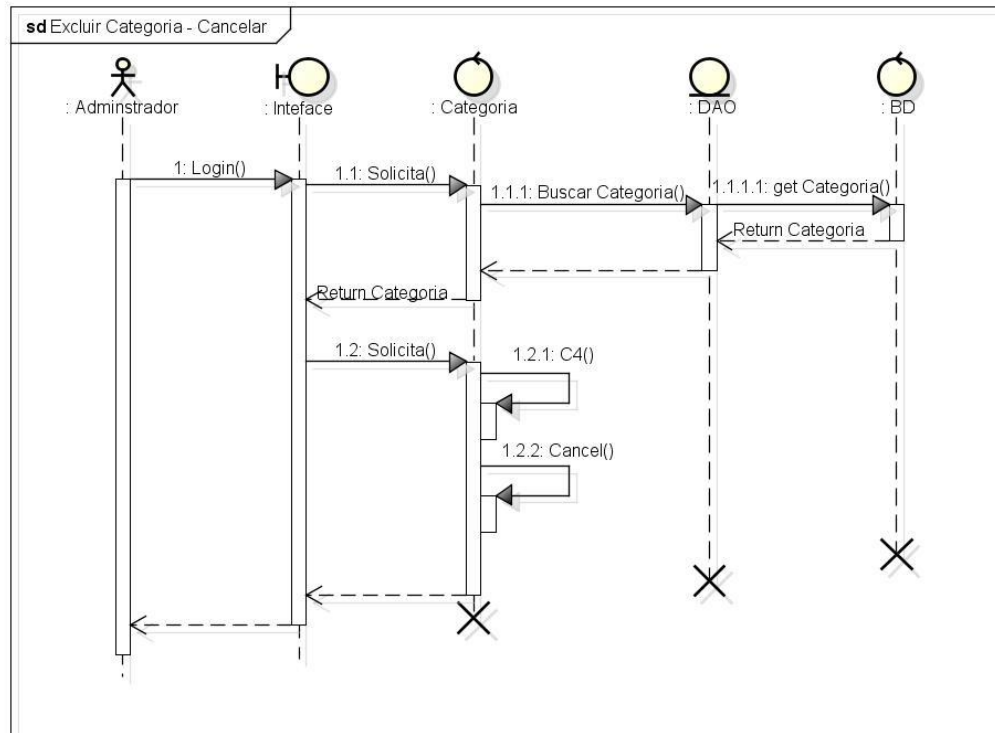 sd Excluir Categoria - Cancelar
: Adminstrador
: Inteface
: Categoria
: DAO
: BD
1: Login()
1.1: Solicita()
1.1.1: Buscar Categoria()
1.1.1.1: get Categoria()
Return Categoria
Return Categoria
1.2: Solicita()
1.2.1: C4()
1.2.2: Cancel()